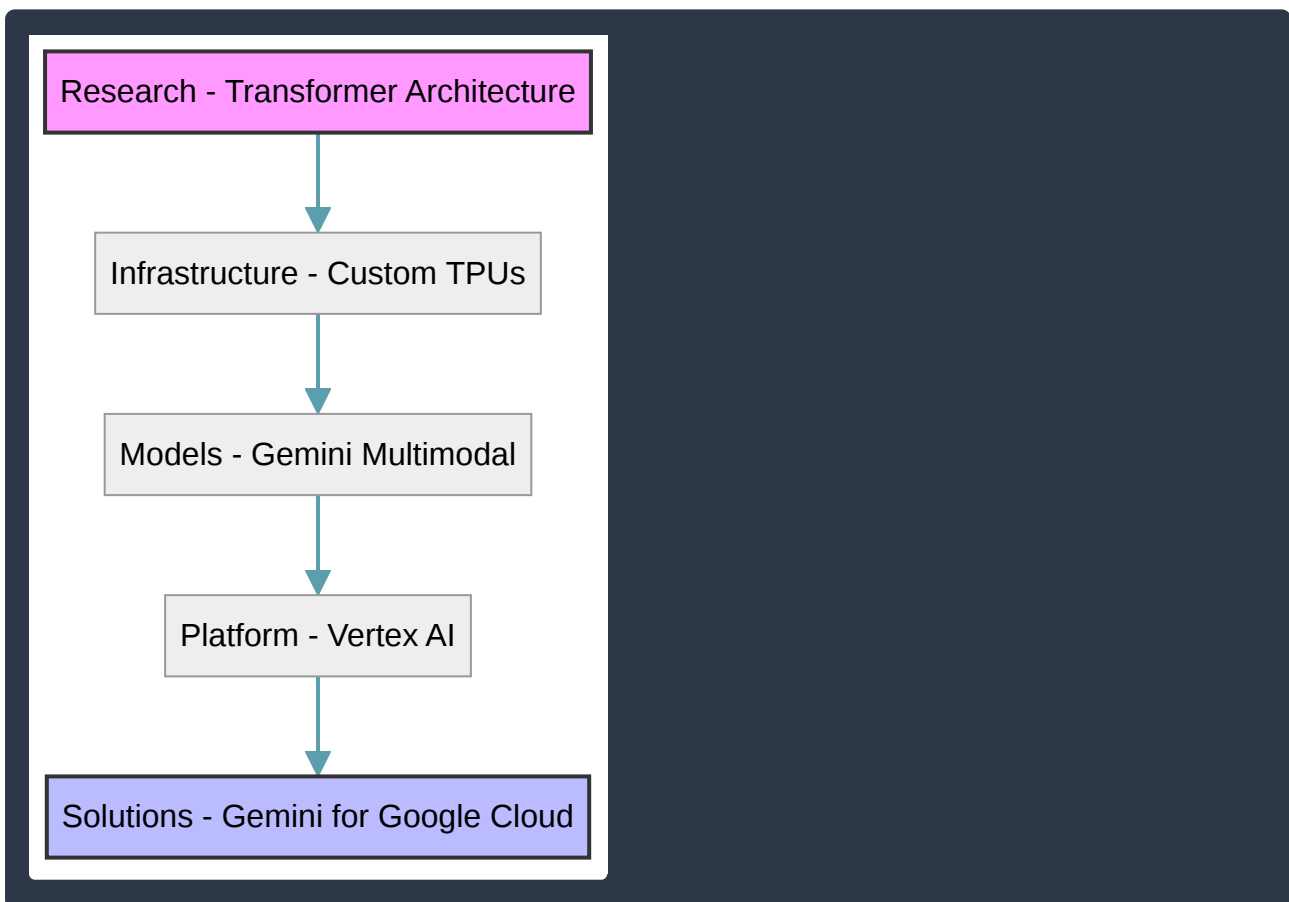 Research - Transformer Architecture
Infrastructure - Custom TPUs
Models - Gemini Multimodal
Platform - Vertex AI
Solutions - Gemini for Google Cloud